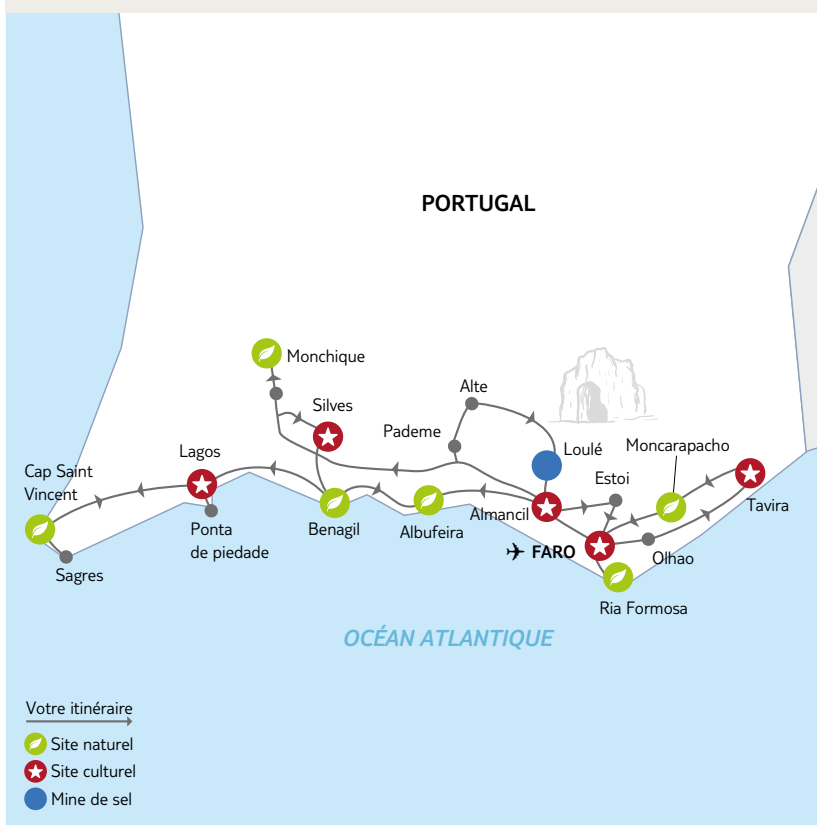 PORTUGAL
Monchique
Alte
Silves
Pademe
Loulé
Moncarapacho
Lagos
Estoi
Cap Saint
Vincent
Tavira
Ponta
de piedade
Benagil
Albufeira
Almancil
FARO
Olhao
Sagres
Ria Formosa
OCÉAN ATLANTIQUE
Votre itinéraire
Site naturel
Site culturel
Mine de sel